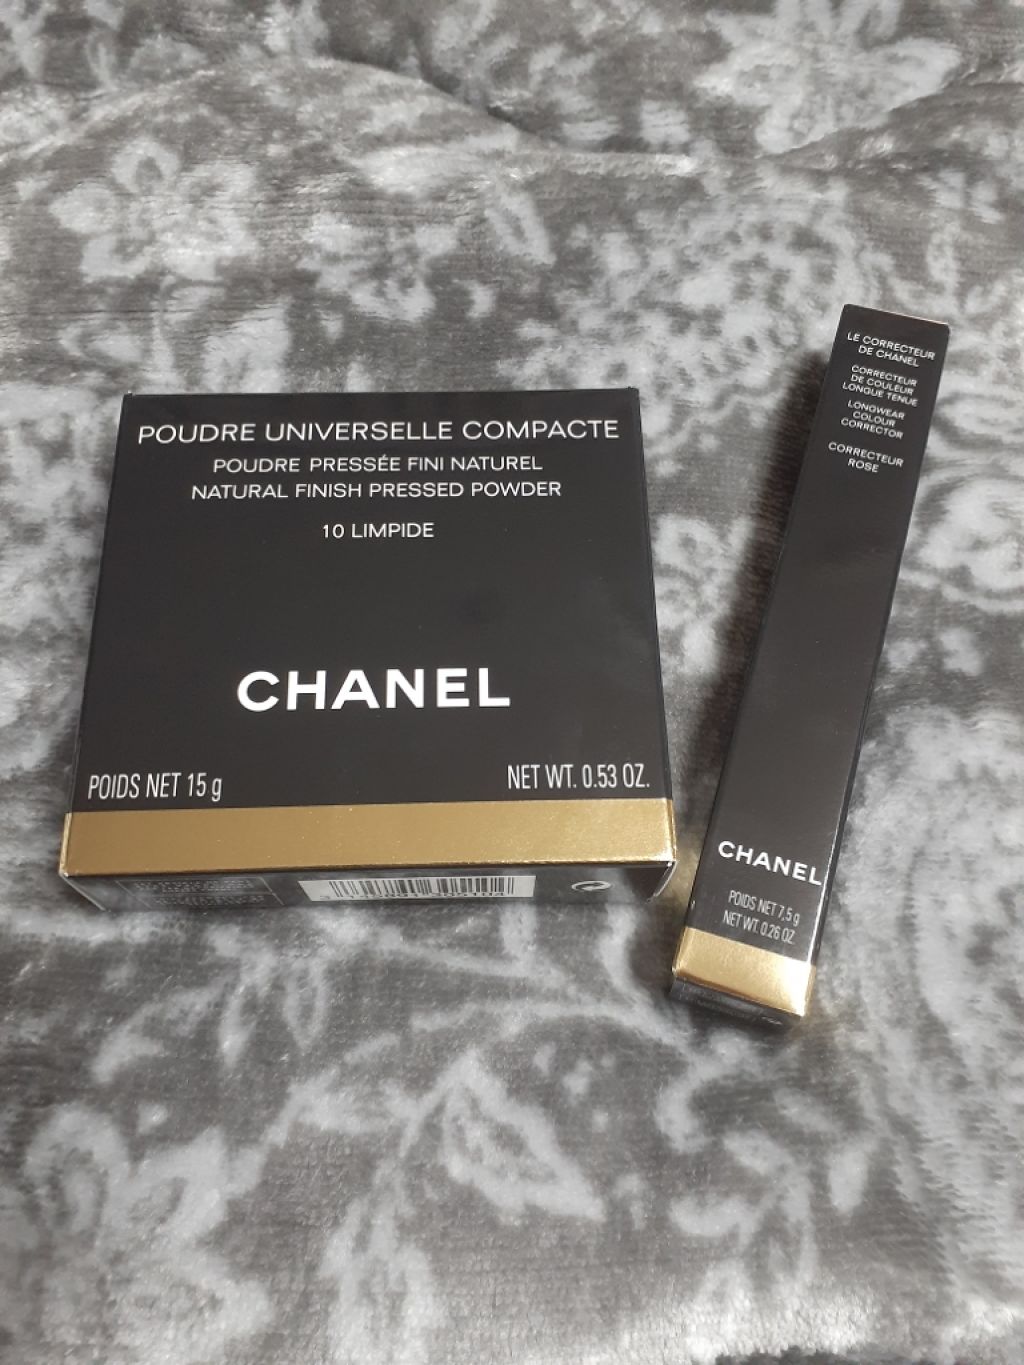 POUDRE UNIVERSELLE COMPACTE
POUDRE PRESSÉE FINI NATUREL
NATURAL FINISH PRESSED POWDER
10 LIMPIDE
CHANEL
POIDS NET 15 g
NET WT. 0.53 OZ.
LE CORRECTEUR
DE CHANEL
CORRECTEUR
DE COULEUR
LONGUE TENUE
LONGWEAR
COLOUR
CORRECTOR
CORRECTEUR
ROSE
CHANEL
POIDS NET 7,5 g
NET WT. 0.26 OZ.